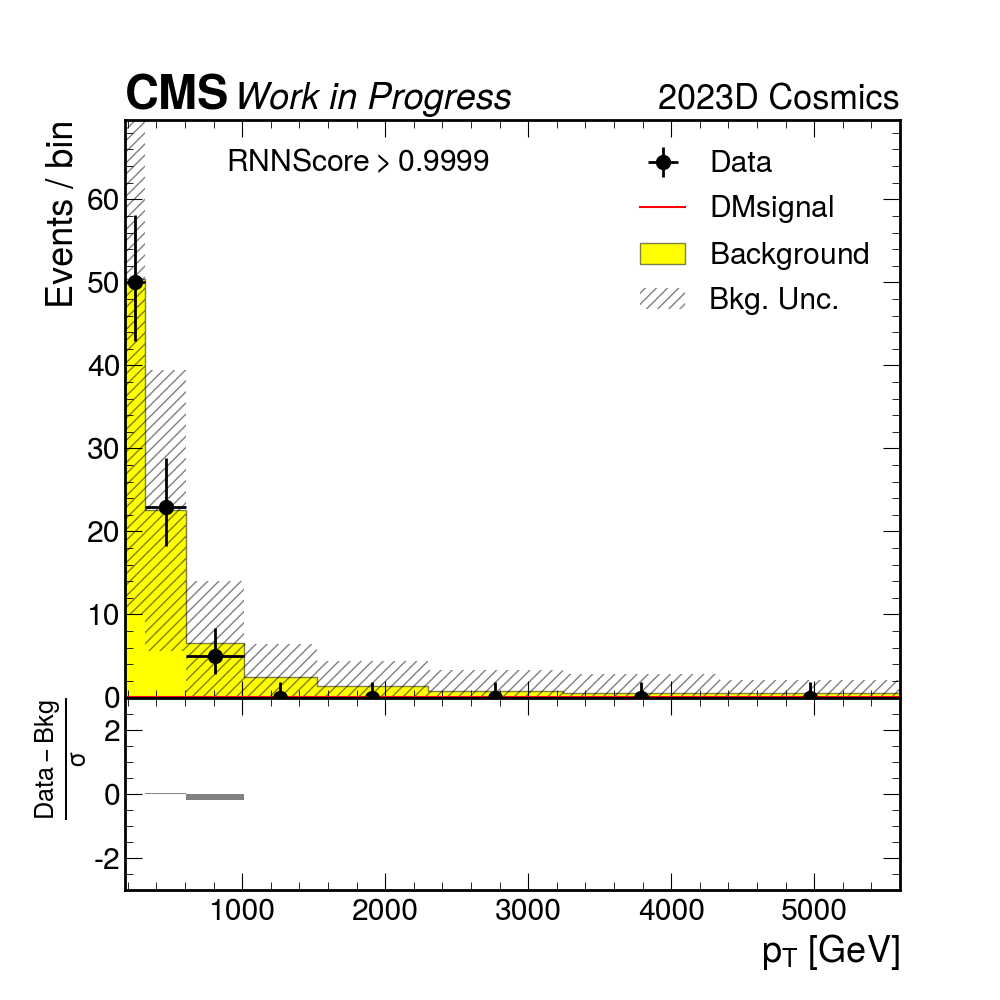 CMS Work in Progress 2023D Cosmics
RNNScore > 0.9999
Data
DMsignal
Background
Bkg. Unc.
Events / bin
60
50
40
30
20
10
0
Data − Bkg
σ
2
0
-2
1000 2000 3000 4000 5000
pT [GeV]